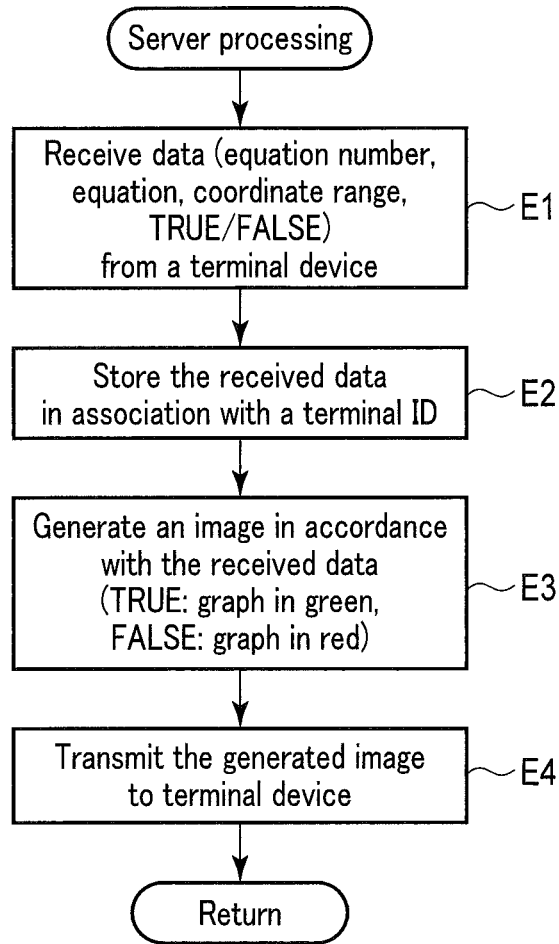 Server processing
Receive data (equation number,
equation, coordinate range,
TRUE/FALSE)
from a terminal device
E1
Store the received data
in association with a terminal ID
E2
Generate an image in accordance
with the received data
(TRUE: graph in green,
FALSE: graph in red)
E3
Transmit the generated image
to terminal device
E4
Return